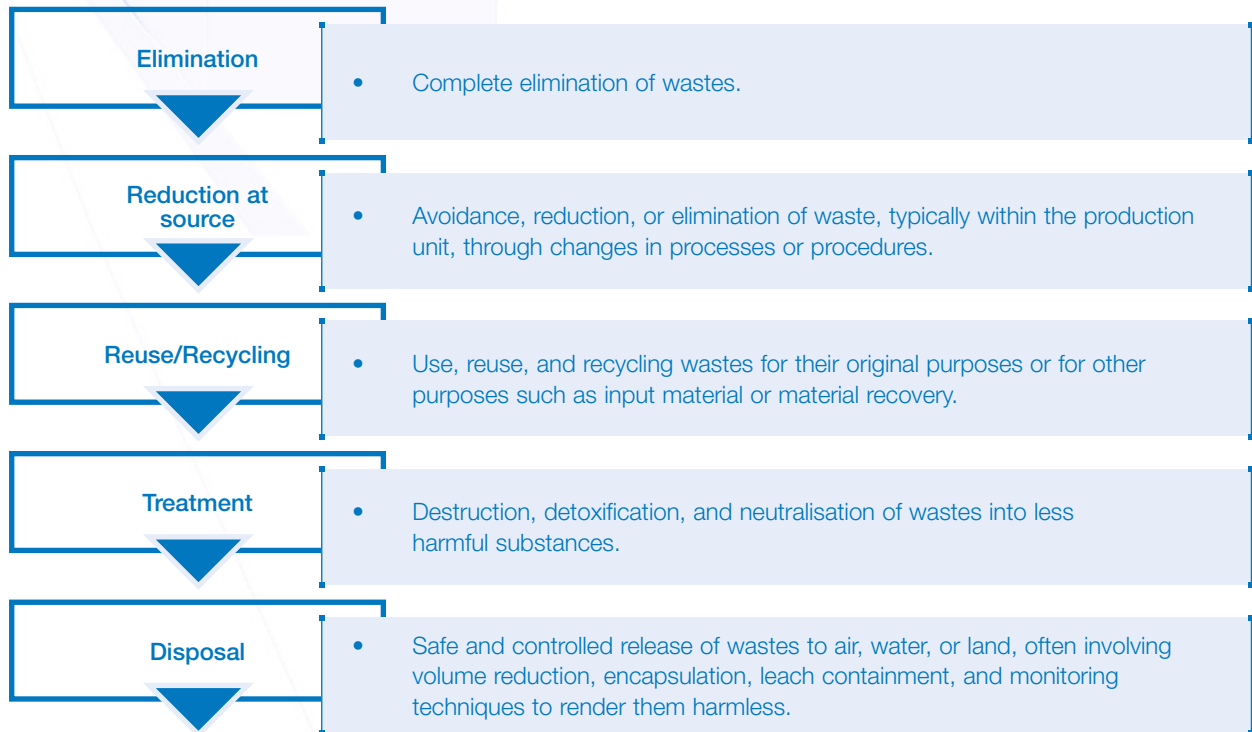 Elimination
• Complete elimination of wastes.
Reduction at
source
• Avoidance, reduction, or elimination of waste, typically within the production
unit, through changes in processes or procedures.
Reuse/Recycling
• Use, reuse, and recycling wastes for their original purposes or for other
purposes such as input material or material recovery.
Treatment
• Destruction, detoxification, and neutralisation of wastes into less
harmful substances.
Disposal
• Safe and controlled release of wastes to air, water, or land, often involving
volume reduction, encapsulation, leach containment, and monitoring
techniques to render them harmless.